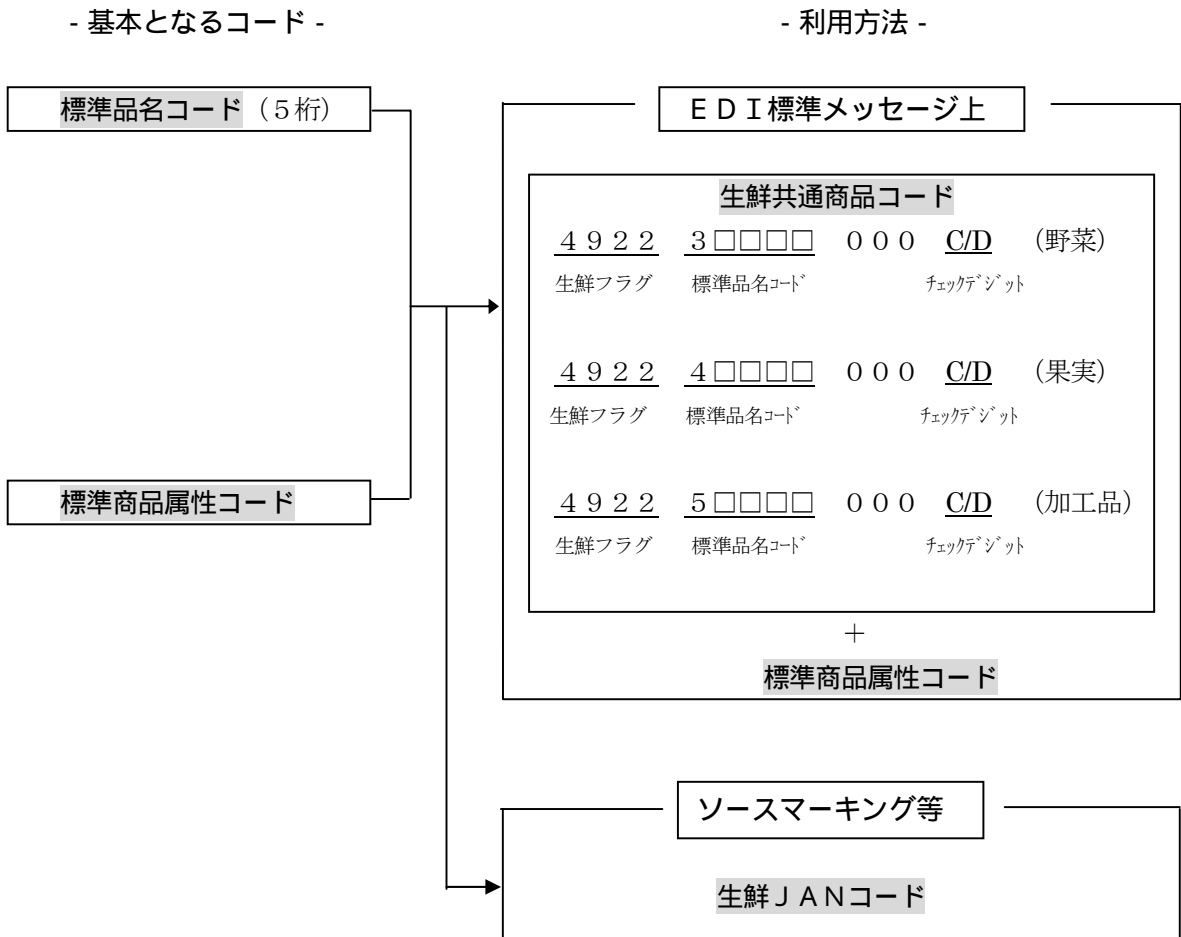 - 基本となるコード -
- 利用方法 -
標準品名コード（５桁）
ＥＤＩ標準メッセージ上
生鮮共通商品コード
４９２２ ３□□□□ ０００ C/D （野菜）
生鮮フラグ 標準品名ｺｰﾄﾞ ﾁｪｯｸﾃﾞｼﾞｯﾄ
４９２２ ４□□□□ ０００ C/D （果実）
生鮮フラグ 標準品名ｺｰﾄﾞ ﾁｪｯｸﾃﾞｼﾞｯﾄ
標準商品属性コード
４９２２ ５□□□□ ０００ C/D （加工品）
生鮮フラグ 標準品名ｺｰﾄﾞ ﾁｪｯｸﾃﾞｼﾞｯﾄ
＋
標準商品属性コード
ソースマーキング等
生鮮ＪＡＮコード